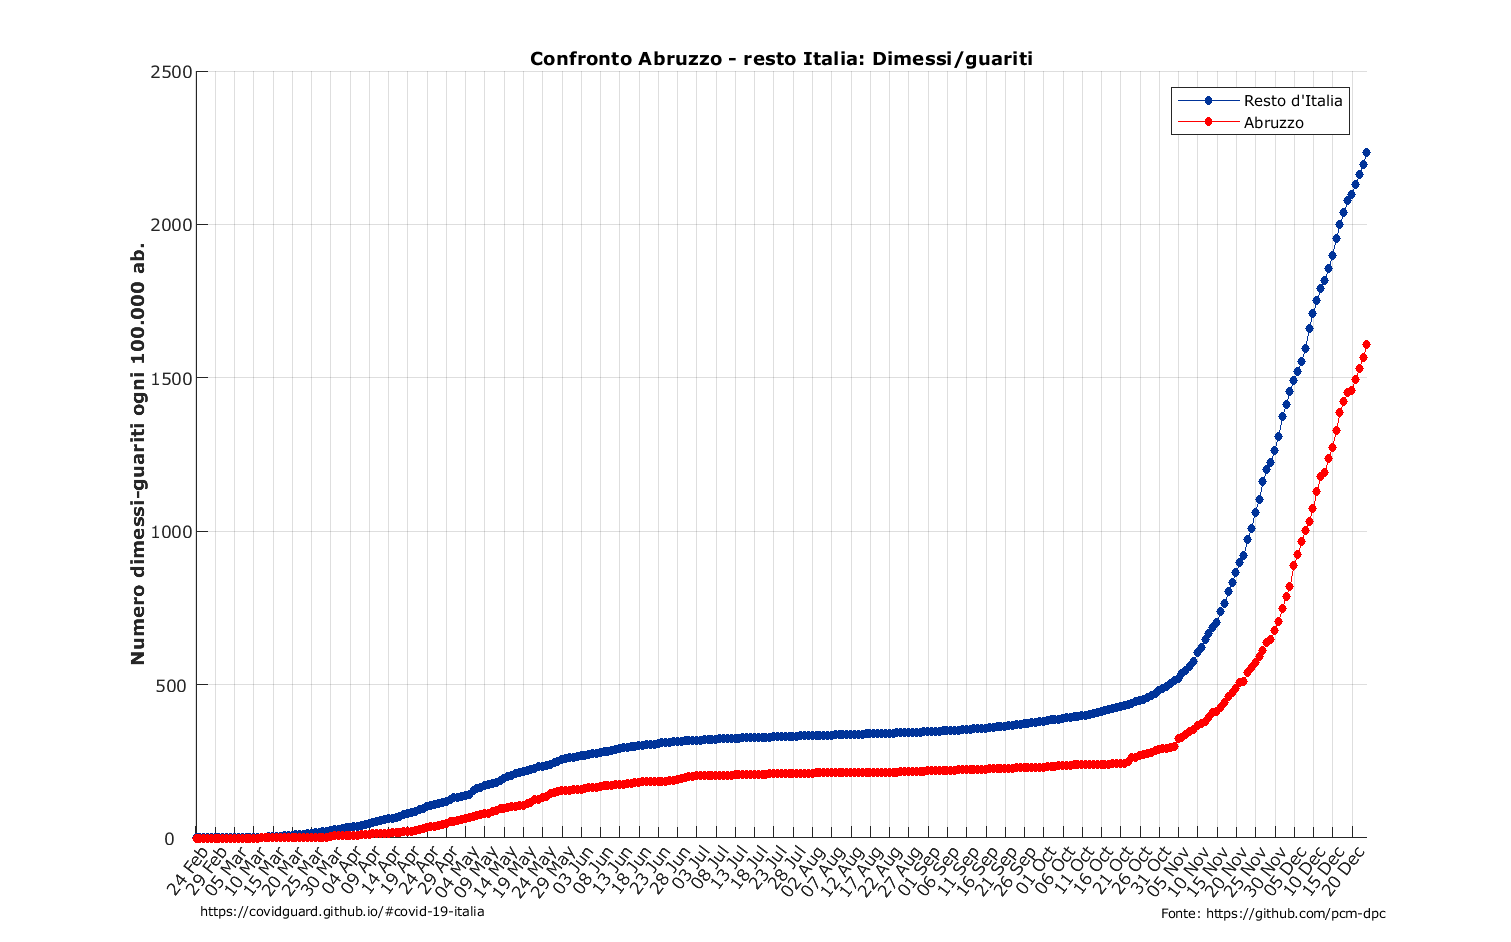 Confronto Abruzzo - resto Italia: Dimessi/guariti
Resto d'Italia
Abruzzo
Numero dimessi-guariti ogni 100.000 ab.
2500
2000
1500
1000
500
0
24 Feb
29 Feb
05 Mar
10 Mar
15 Mar
20 Mar
25 Mar
30 Mar
04 Apr
09 Apr
14 Apr
19 Apr
24 Apr
29 Apr
04 May
09 May
14 May
19 May
24 May
29 May
03 Jun
08 Jun
13 Jun
18 Jun
23 Jun
28 Jun
03 Jul
08 Jul
13 Jul
18 Jul
23 Jul
28 Jul
02 Aug
07 Aug
12 Aug
17 Aug
22 Aug
27 Aug
01 Sep
06 Sep
11 Sep
16 Sep
21 Sep
26 Sep
01 Oct
06 Oct
11 Oct
16 Oct
21 Oct
26 Oct
31 Oct
05 Nov
10 Nov
15 Nov
20 Nov
25 Nov
30 Nov
05 Dec
10 Dec
15 Dec
20 Dec
https://covidguard.github.io/#covid-19-italia
Fonte: https://github.com/pcm-dpc